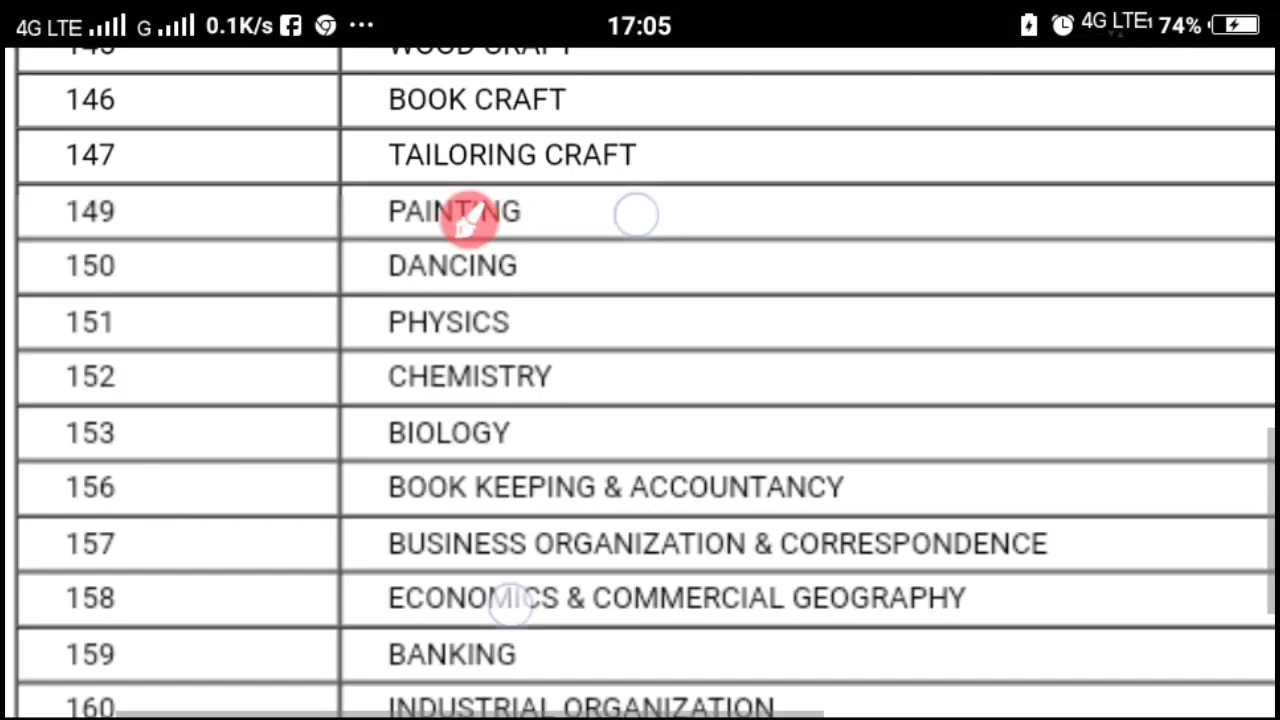 4G LTE G 0.1K/s ... 17:05 4G LTE 74%
WOOD CRAFT
146 BOOK CRAFT
147 TAILORING CRAFT
149 PAINTING
150 DANCING
151 PHYSICS
152 CHEMISTRY
153 BIOLOGY
156 BOOK KEEPING & ACCOUNTANCY
157 BUSINESS ORGANIZATION & CORRESPONDENCE
158 ECONOMICS & COMMERCIAL GEOGRAPHY
159 BANKING
160 INDUSTRIAL ORGANIZATION